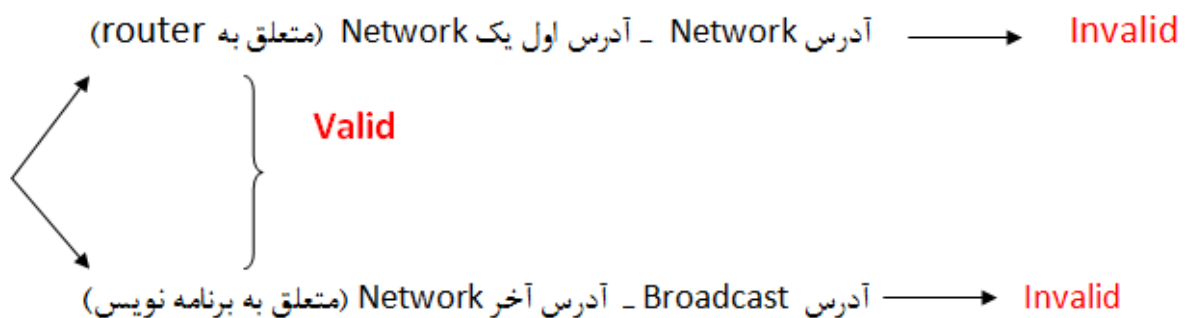 آدرس Network ـ آدرس اول یک Network (متعلق به router)
Invalid
Valid
آدرس Broadcast ـ آدرس آخر Network (متعلق به برنامه نویس)
Invalid